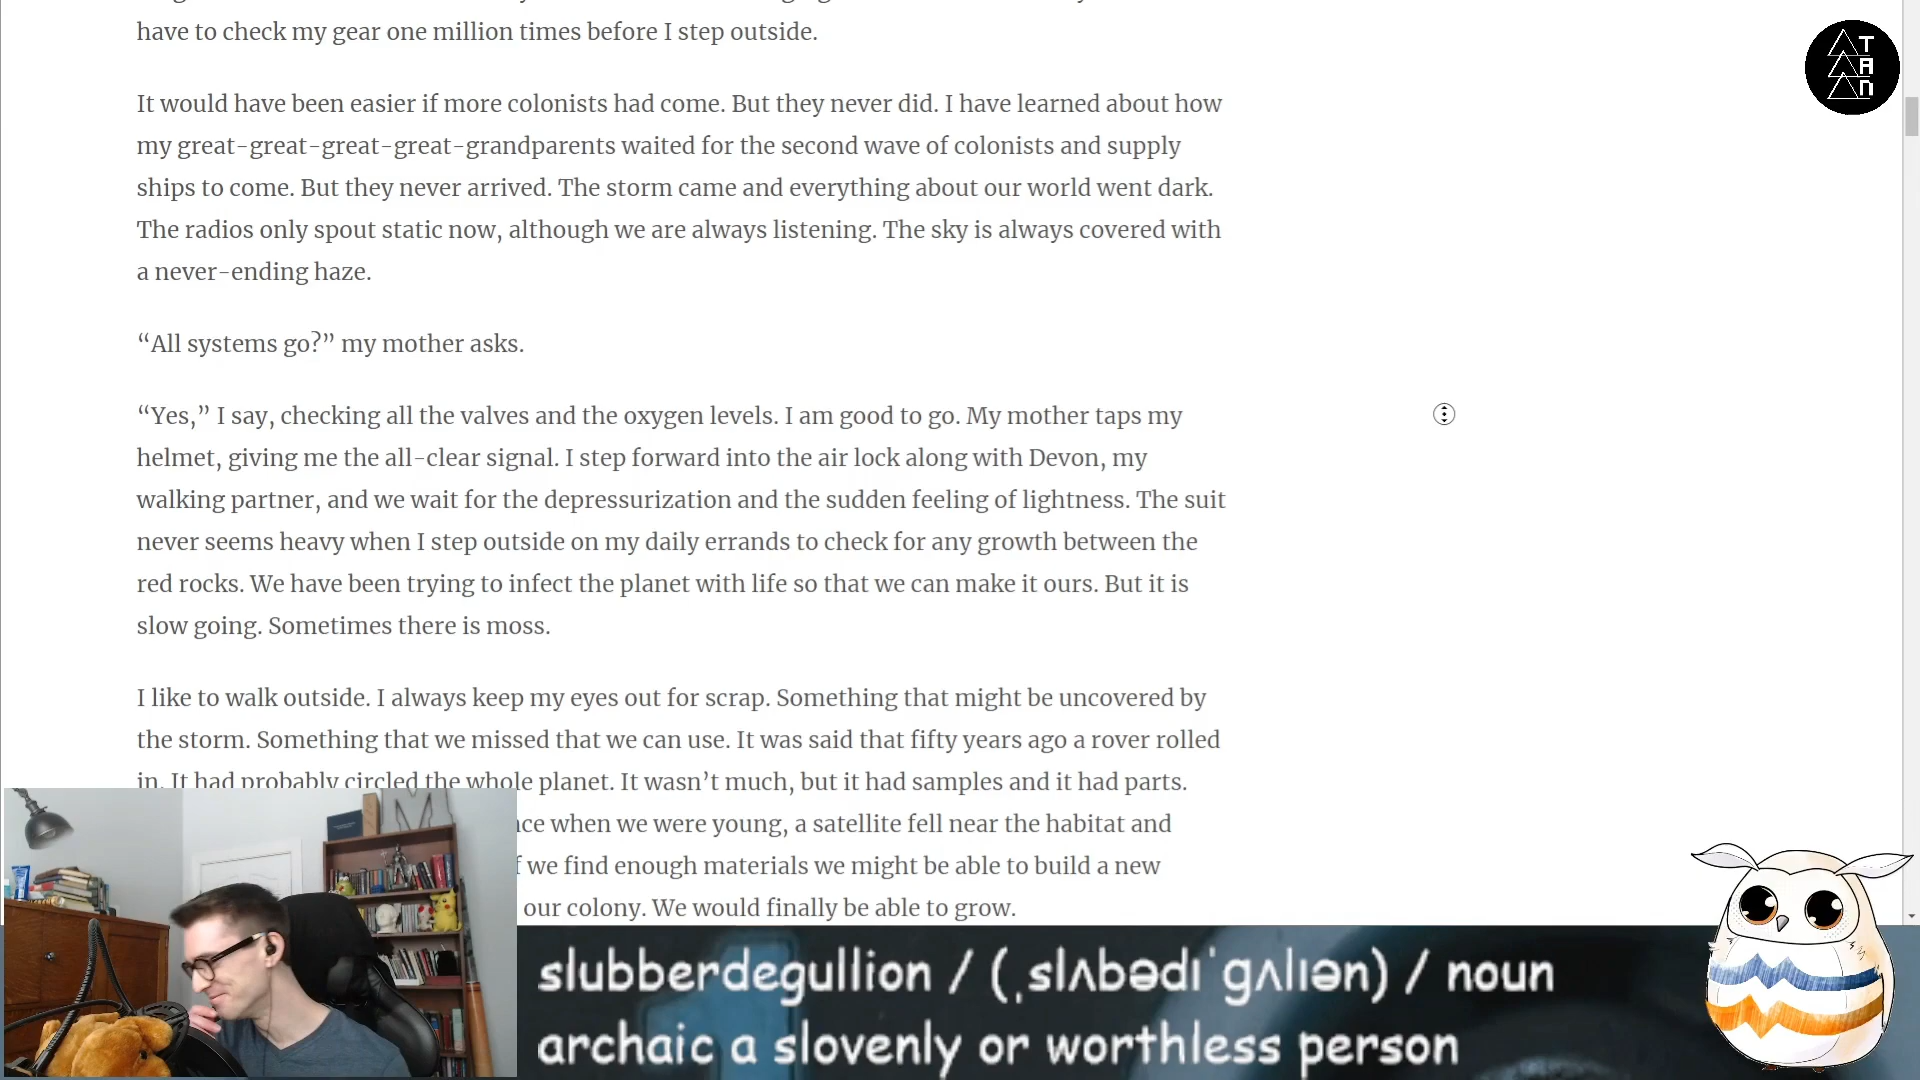 have to check my gear one million times before I step outside.
It would have been easier if more colonists had come. But they never did. I have learned about how
my great-great-great-great-grandparents waited for the second wave of colonists and supply
ships to come. But they never arrived. The storm came and everything about our world went dark.
The radios only spout static now, although we are always listening. The sky is always covered with
a never-ending haze.
“All systems go?” my mother asks.
“Yes,” I say, checking all the valves and the oxygen levels. I am good to go. My mother taps my
helmet, giving me the all-clear signal. I step forward into the air lock along with Devon, my
walking partner, and we wait for the depressurization and the sudden feeling of lightness. The suit
never seems heavy when I step outside on my daily errands to check for any growth between the
red rocks. We have been trying to infect the planet with life so that we can make it ours. But it is
slow going. Sometimes there is moss.
I like to walk outside. I always keep my eyes out for scrap. Something that might be uncovered by
the storm. Something that we missed that we can use. It was said that fifty years ago a rover rolled
in. It had probably circled the whole planet. It wasn’t much, but it had samples and it had parts.
when we were young, a satellite fell near the habitat and
we find enough materials we might be able to build a new
our colony. We would finally be able to grow.
TAN
slubberdegullion / (ˌslʌbədɪˈɡʌlɪən) / noun
archaic a slovenly or worthless person